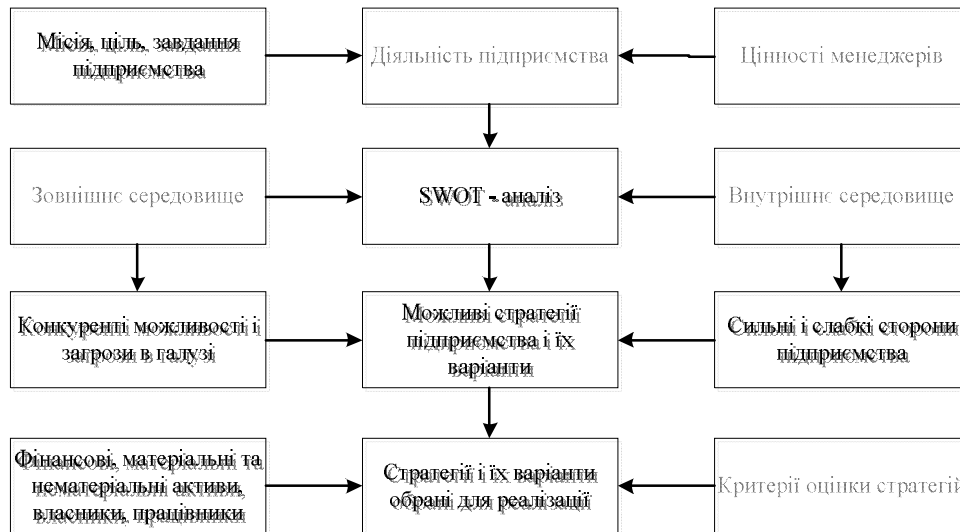 Місія, ціль, завдання
підприємства
Діяльність підприємства
Цінності менеджерів
Зовнішнє середовище
SWOT - аналіз
Внутрішнє середовище
Конкуренті можливості і
загрози в галузі
Можливі стратегії
підприємства і їх
варіанти
Сильні і слабкі сторони
підприємства
Фінансові, матеріальні та
нематеріальні активи,
власники, працівники
Стратегії і їх варіанти
обрані для реалізації
Критерії оцінки стратегій